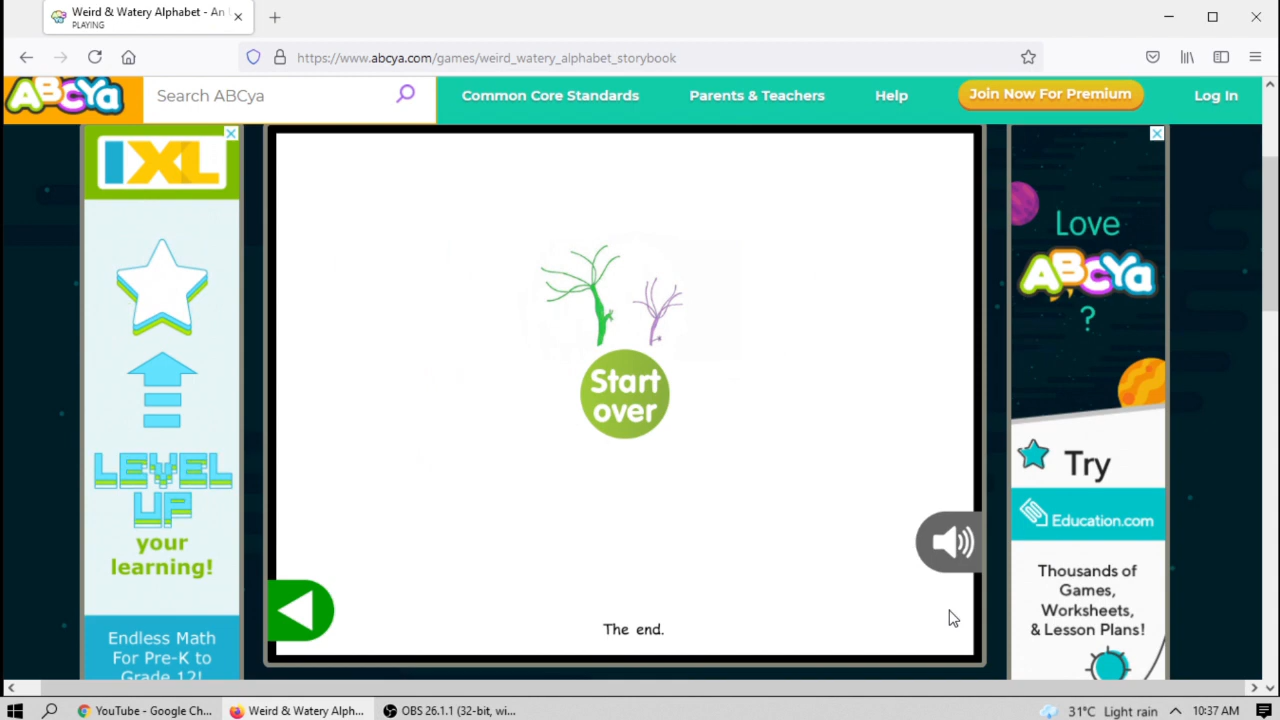 Weird & Watery Alphabet - An
PLAYING
https://www.abcya.com/games/weird_watery_alphabet_storybook
ABCYa
Search ABCya
Common Core Standards
Parents & Teachers
Help
Join Now For Premium
Log In
IXL
LEVEL
UP
your
learning!
Endless Math
For Pre-K to
Grade 12!
Start
over
The end.
Love
ABCYa
?
Try
Education.com
Thousands of
Games,
Worksheets,
& Lesson Plans!
YouTube - Google Ch...
Weird & Watery Alph...
OBS 26.1.1 (32-bit, wi...
31°C Light rain
10:37 AM